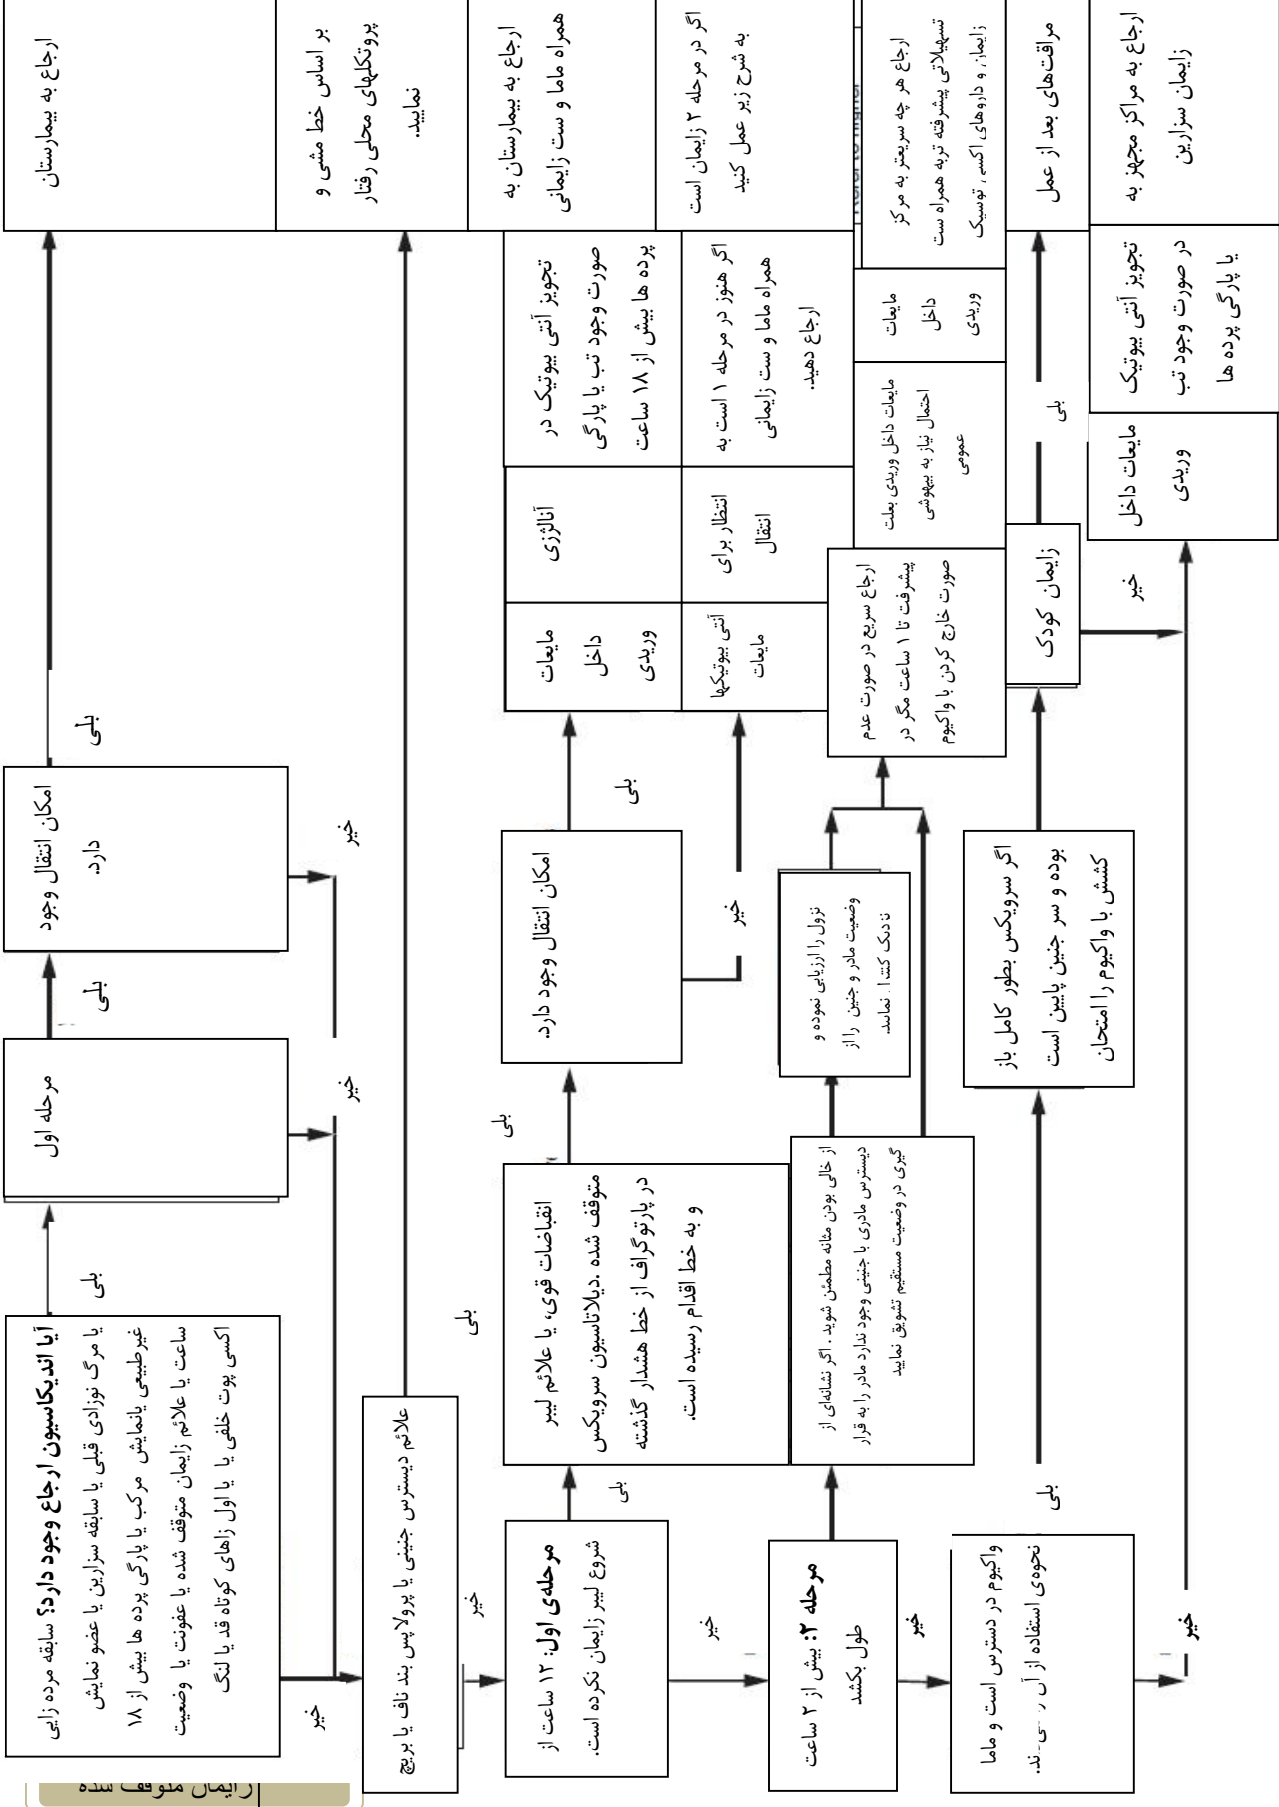 زایمان متوقف شده
آیا اندیکاسیون ارجاع وجود دارد؟ سابقه مرده زایی
یا مرگ نوزادی قبلی یا سابقه سزارین یا عضو نمایش
غیرطبیعی یانمایش مرکب یا پارگی پرده ها بیش از ۱۸
ساعت یا علائم زایمان متوقف شده یا عفونت یا وضعیت
اکسی پوت خلفی یا یا اول زاهای کوتاه قد یا لنگ
بلی
مرحله اول
بلی
امکان انتقال وجود
دارد.
بلی
ارجاع به بیمارستان
خیر
خیر
خیر
علائم دیسترس جنینی یا پرولاپس بند ناف یا بریچ
بلی
بر اساس خط مشی و
پروتکلهای محلی رفتار
نمایید.
خیر
مرحله‌ی اول: ۱۲ ساعت از
شروع لیبر زایمان نکرده است.
بلی
انقباضات قوی، یا علائم لیبر
متوقف شده .دیلاتاسیون سرویکس
در پارتوگراف از خط هشدار گذشته
و به خط اقدام رسیده است.
بلی
امکان انتقال وجود دارد.
بلی
مایعات
داخل
وریدی
آنالژزی
تجویز آنتی بیوتیک در
صورت وجود تب یا پارگی
پرده ها بیش از ۱۸ ساعت
ارجاع به بیمارستان به
همراه ماما و ست زایمانی
خیر
آنتی بیوتیکها
مایعات
انتظار برای
انتقال
اگر هنوز در مرحله ۱ است به
همراه ماما و ست زایمانی
ارجاع دهید.
اگر در مرحله ۲ زایمان است
به شرح زیر عمل کنید
خیر
مرحله ۲: بیش از ۲ ساعت
طول بکشد
از خالی بودن مثانه مطمئن شوید . اگر نشانه‌ای از
دیسترس مادری با جنینی وجود ندارد مادر را به قرار
گیری در وضعیت مستقیم تشویق نمایید
نزول را ارزیابی نموده و
وضعیت مادر و جنین را از
نزدیک کنترل نمایید.
ارجاع سریع در صورت عدم
پیشرفت تا ۱ ساعت مگر در
صورت خارج کردن با واکیوم
مایعات داخل وریدی بعلت
احتمال نیاز به بیهوشی
عمومی
مایعات
داخل
وریدی
ارجاع هر چه سریعتر به مرکز
تسهیلاتی پیشرفته تربه همراه ست
زایمان و داروهای اکسی توسیک
خیر
واکیوم در دسترس است و ماما
نحوه‌ی استفاده از آن
بلی
اگر سرویکس بطور کامل باز
بوده و سر جنین پایین است
کشش با واکیوم را امتحان
زایمان کودک
بلی
مراقت‌های بعد از عمل
خیر
خیر
مایعات داخل
وریدی
تجویز آنتی بیوتیک
در صورت وجود تب
یا پارگی پرده ها
ارجاع به مراکز مجهز به
زایمان سزارین